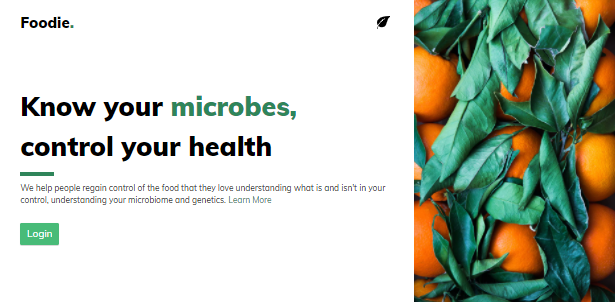 Foodie.
Know your microbes,
control your health
We help people regain control of the food that they love understanding what is and isn't in your
control, understanding your microbiome and genetics. Learn More
Login